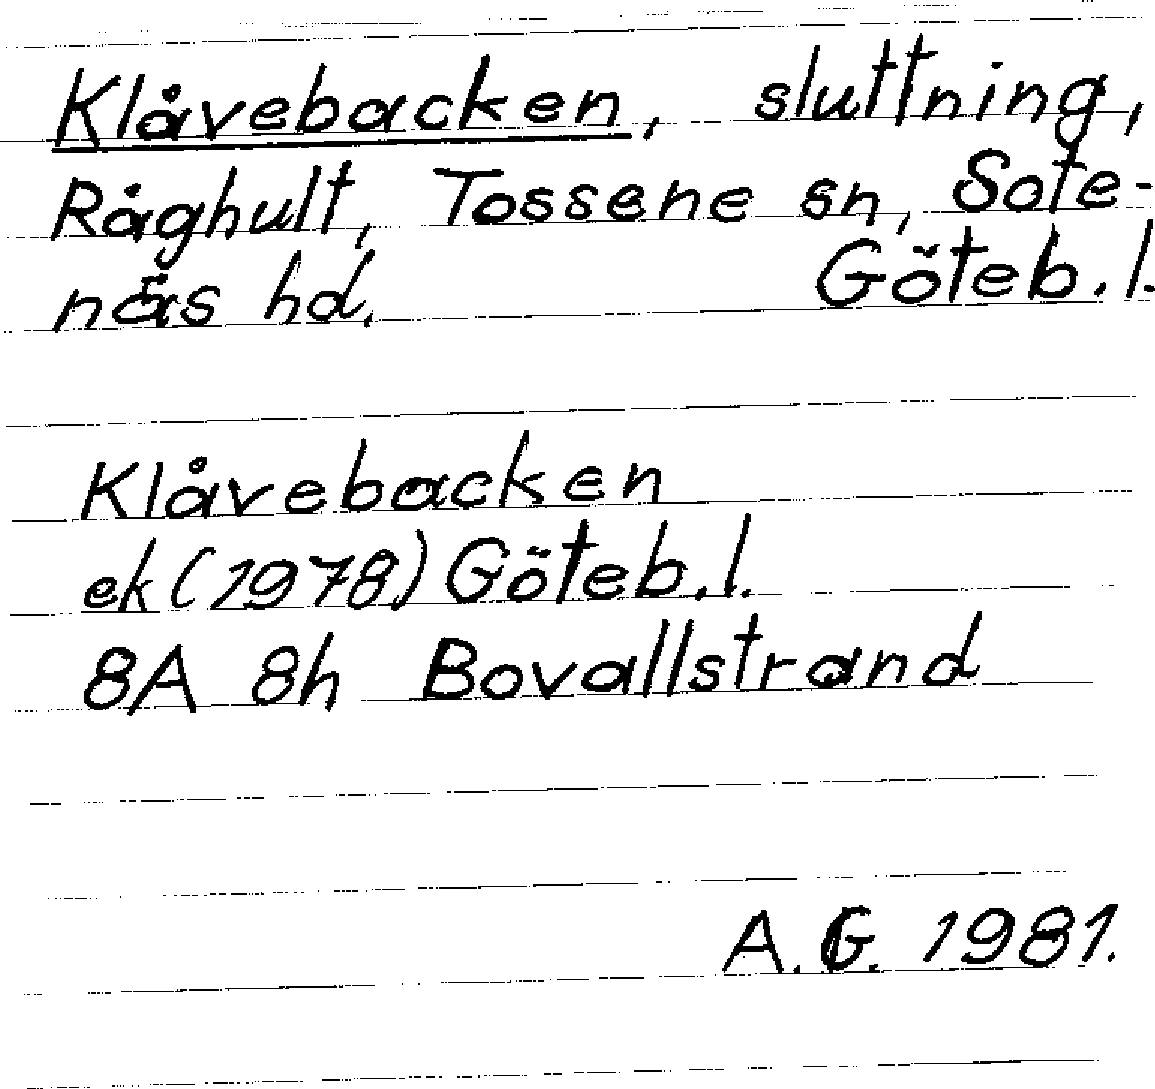 Klåvebacken, sluttning,
Råghult, Tossene sn, Sote-
näs hd. Göteb. l.
Klåvebacken
ek (1978) Göteb. l.
8A 8h Bovallstrand
A.G. 1981.